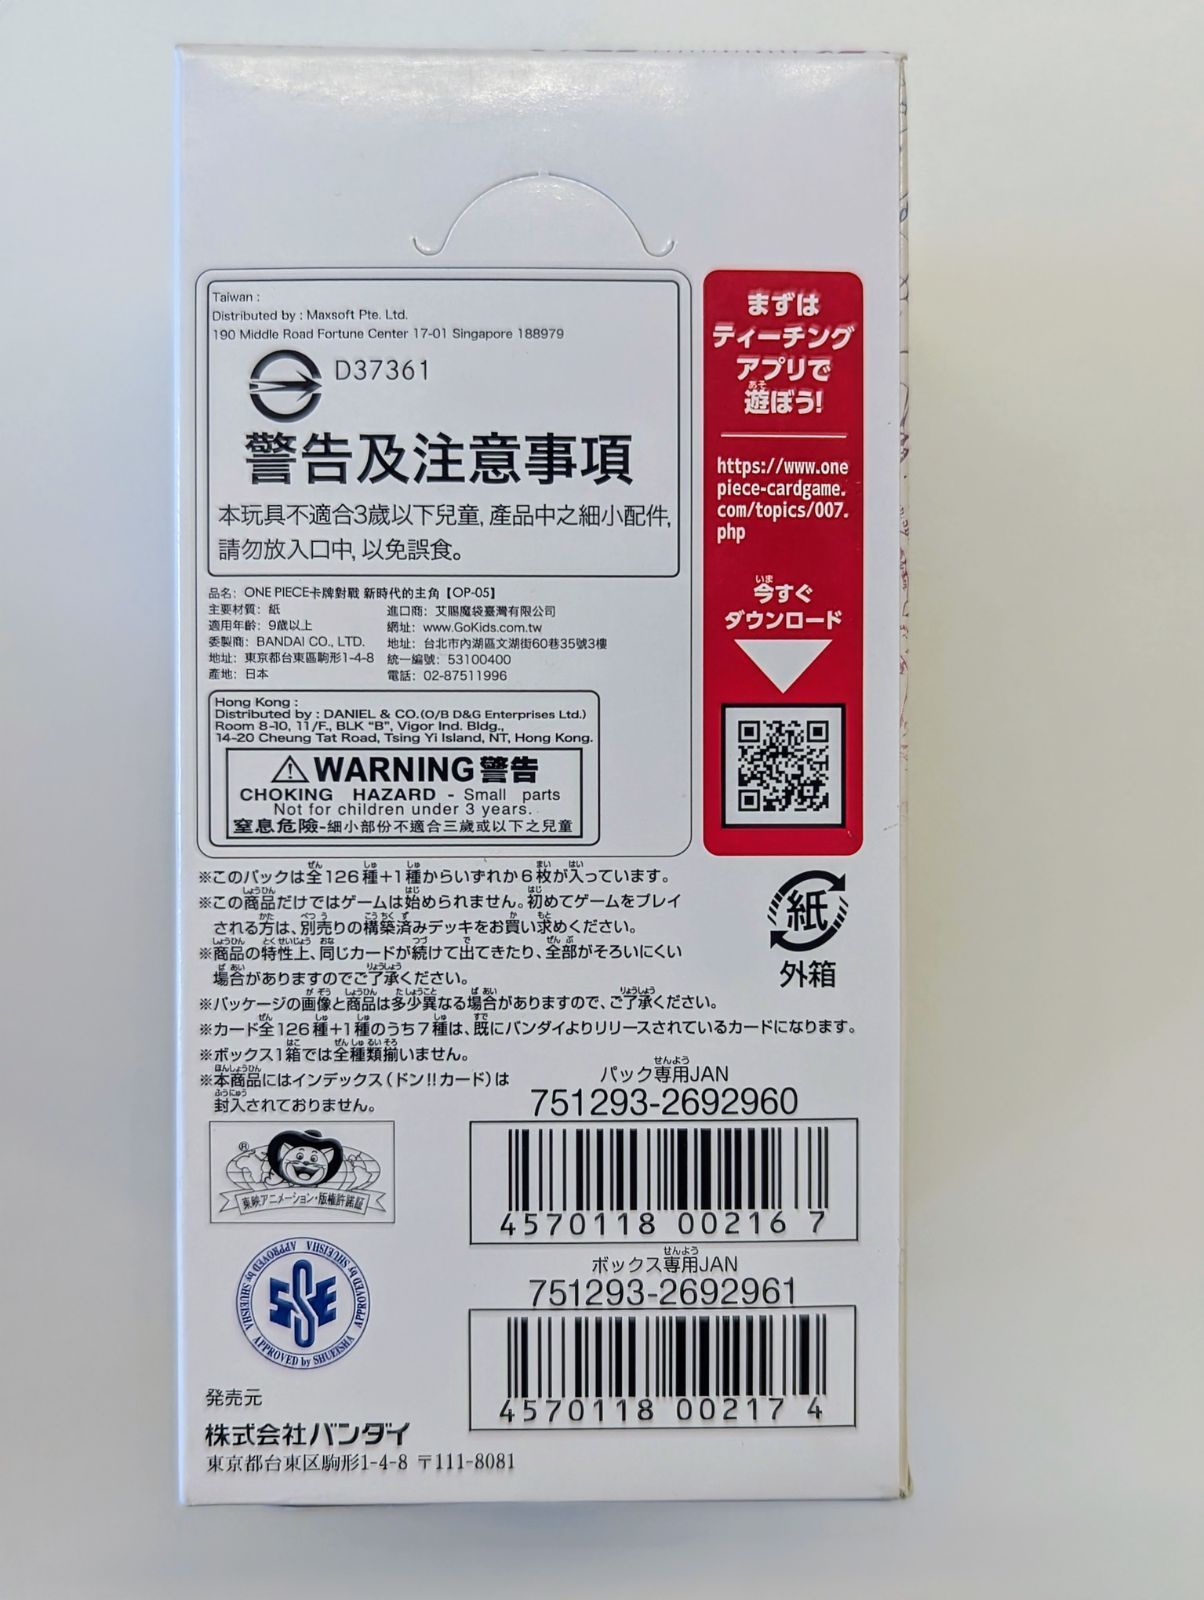 Taiwan :
Distributed by : Maxsoft Pte. Ltd.
190 Middle Road Fortune Center 17-01 Singapore 188979
D37361
警告及注意事項
本玩具不適合3歲以下兒童, 產品中之細小配件,
請勿放入口中, 以免誤食。
品名: ONE PIECE卡牌對戰 新時代的主角【OP-05】
主要材質: 紙
適用年齡: 9歲以上
委製商: BANDAI CO., LTD.
地址: 東京都台東區駒形1-4-8
產地: 日本
進口商: 艾賜魔袋臺灣有限公司
網址: www.GoKids.com.tw
地址: 台北市內湖區文湖街60巷35號3樓
統一編號: 53100400
電話: 02-87511996
Hong Kong :
Distributed by : DANIEL & CO.(O/B D&G Enterprises Ltd.)
Room 8-10, 11/F., BLK “B”, Vigor Ind. Bldg.,
14-20 Cheung Tat Road, Tsing Yi Island, NT, Hong Kong.
WARNING 警告
CHOKING HAZARD - Small parts
Not for children under 3 years.
窒息危險-細小部份不適合三歲或以下之兒童
まずは
ティーチング
アプリで
遊ぼう!
https://www.one
piece-cardgame.
com/topics/007.
php
今すぐ
ダウンロード
※このパックは全126種+1種からいずれか6枚が入っています。
※この商品だけではゲームは始められません。初めてゲームをプレイ
される方は、別売りの構築済みデッキをお買い求めください。
※商品の特性上、同じカードが続けて出てきたり、全部がそろいにくい
場合がありますのでご了承ください。
※パッケージの画像と商品は多少異なる場合がありますので、ご了承ください。
※カード全126種+1種のうち7種は、既にバンダイよりリリースされているカードになります。
※ボックス1箱では全種類揃いません。
※本商品にはインデックス(ドン!!カード)は
封入されておりません。
紙
外箱
パック専用JAN
751293-2692960
4570118 00216 7
ボックス専用JAN
751293-2692961
4570118 00217 4
®
東映アニメーション・版権許諾証
APPROVED by SHUEISHA APPROVED by SHUEISHA APPROVED by SHUEISHA
発売元
株式会社バンダイ
東京都台東区駒形1-4-8 〒111-8081